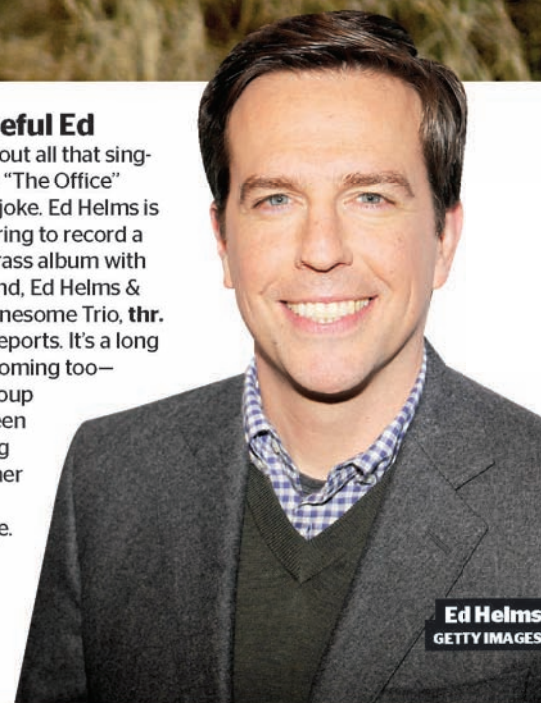 eful Ed
out all that sing-
"The Office"
joke. Ed Helms is
ring to record a
rass album with
nd, Ed Helms &
nesome Trio, thr.
eports. It's a long
oming too—
oup
een
g
her
e.
Ed Helms
GETTY IMAGES